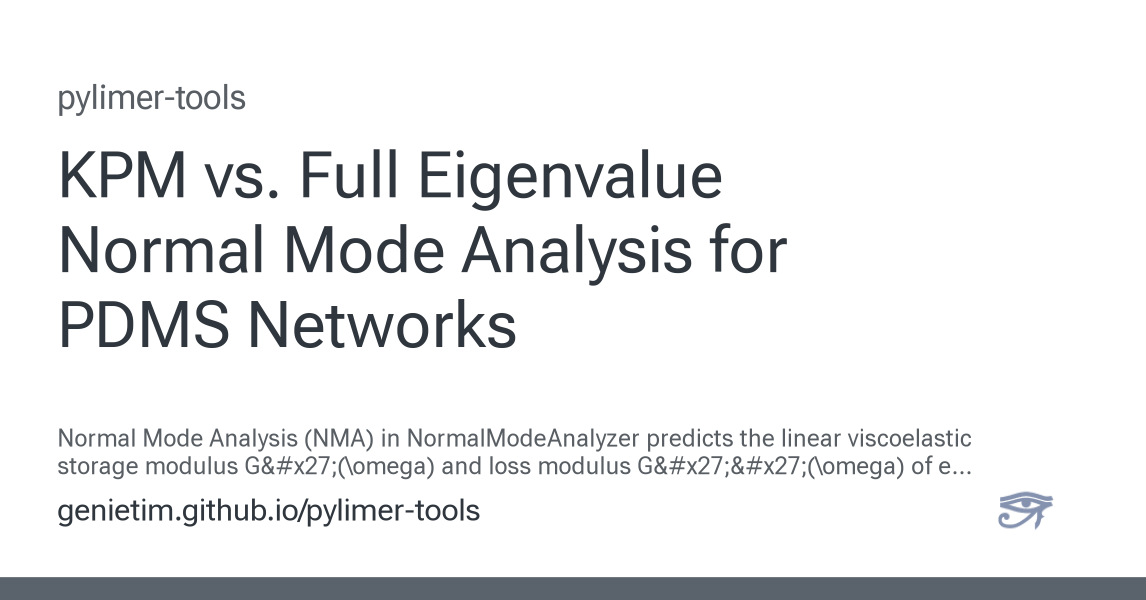 pylimer-tools
KPM vs. Full Eigenvalue
Normal Mode Analysis for
PDMS Networks
Normal Mode Analysis (NMA) in NormalModeAnalyzer predicts the linear viscoelastic
storage modulus G&#x27;(\omega) and loss modulus G&#x27;&#x27;(\omega) of e...
genietim.github.io/pylimer-tools